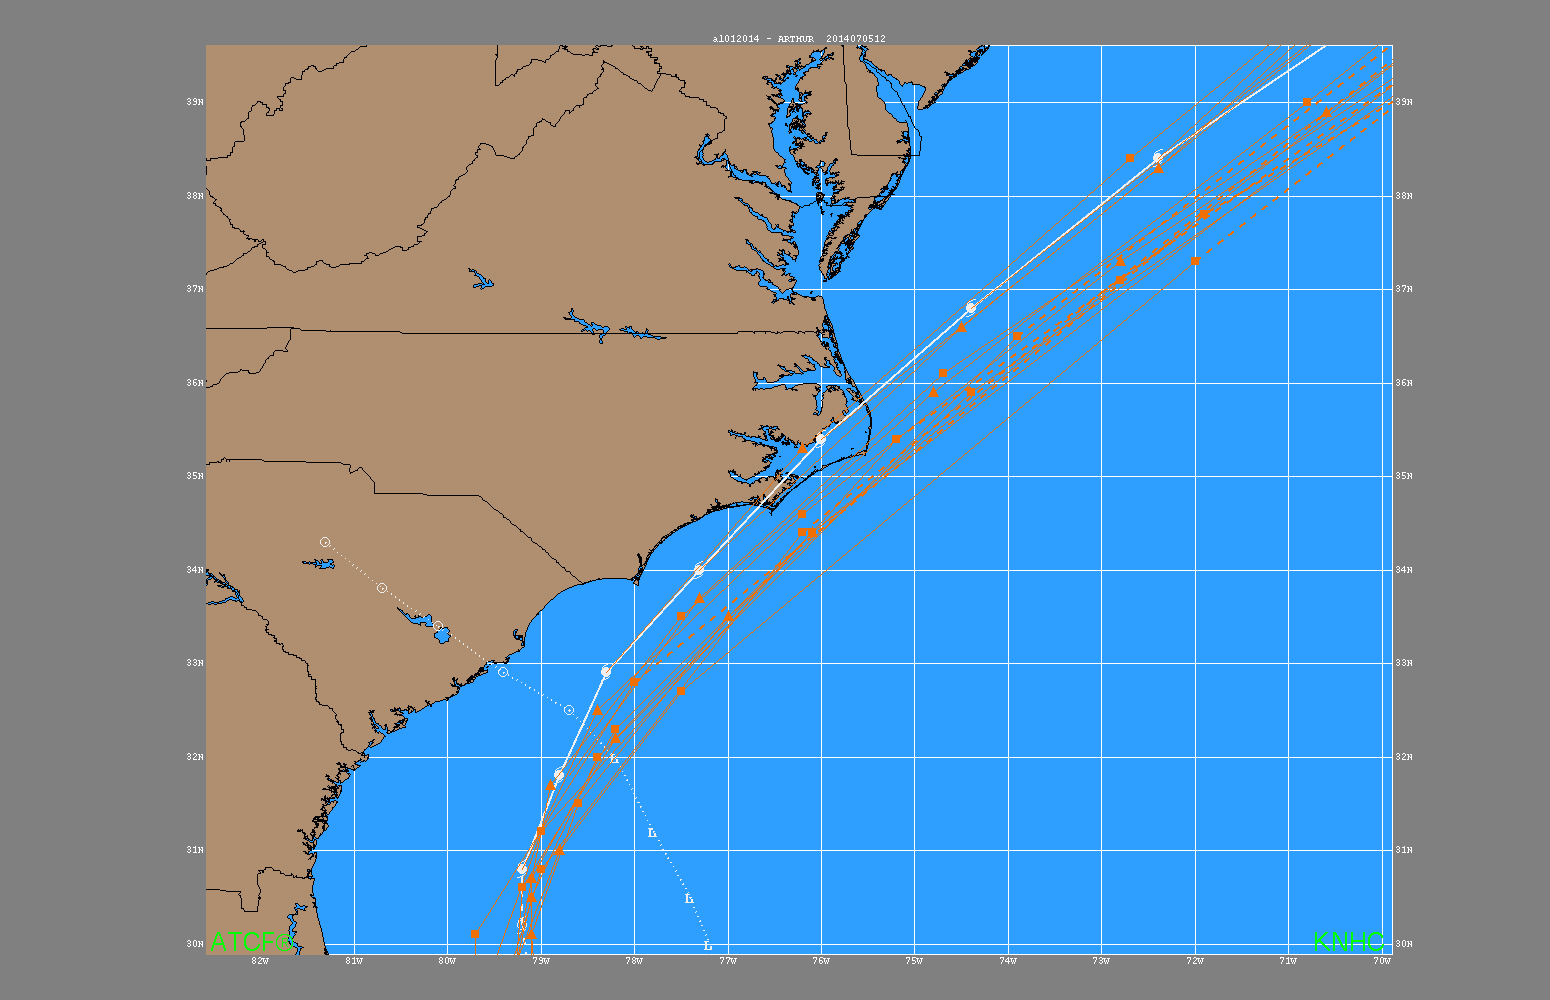 al012014 - ARTHUR 2014070512
39N 39N
38N 38N
37N 37N
36N 36N
35N 35N
34N 34N
33N 33N
32N 32N
L
L
31N 31N
L
ATCF® KNHC
30N L 30N
82W 81W 80W 79W 78W 77W 76W 75W 74W 73W 72W 71W 70W